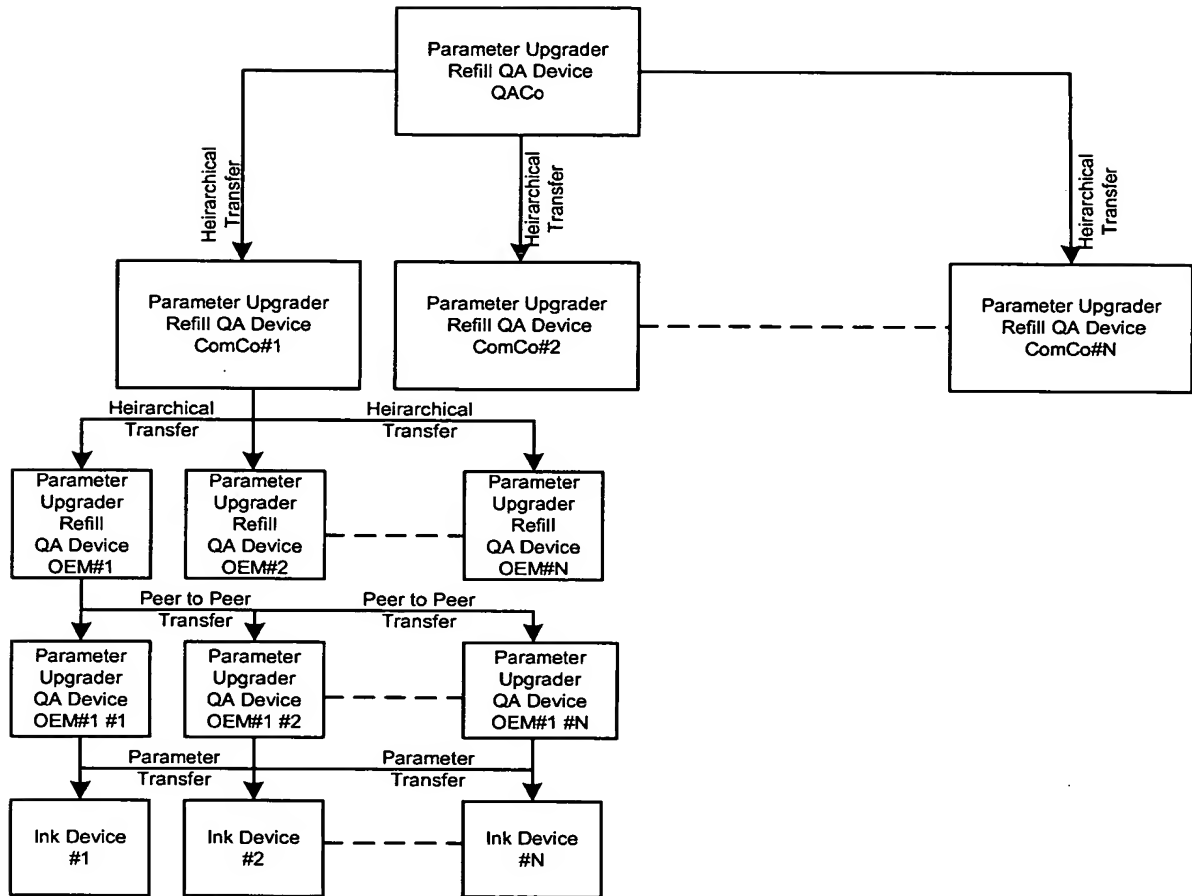 Parameter Upgrader
Refill QA Device
QACo
Heirarchical
Transfer
Heirarchical
Transfer
Heirarchical
Transfer
Parameter Upgrader
Refill QA Device
ComCo#1
Parameter Upgrader
Refill QA Device
ComCo#2
Parameter Upgrader
Refill QA Device
ComCo#N
Heirarchical
Transfer
Heirarchical
Transfer
Parameter
Upgrader
Refill
QA Device
OEM#1
Parameter
Upgrader
Refill
QA Device
OEM#2
Parameter
Upgrader
Refill
QA Device
OEM#N
Peer to Peer
Transfer
Peer to Peer
Transfer
Parameter
Upgrader
QA Device
OEM#1 #1
Parameter
Upgrader
QA Device
OEM#1 #2
Parameter
Upgrader
QA Device
OEM#1 #N
Parameter
Transfer
Parameter
Transfer
Ink Device
#1
Ink Device
#2
Ink Device
#N